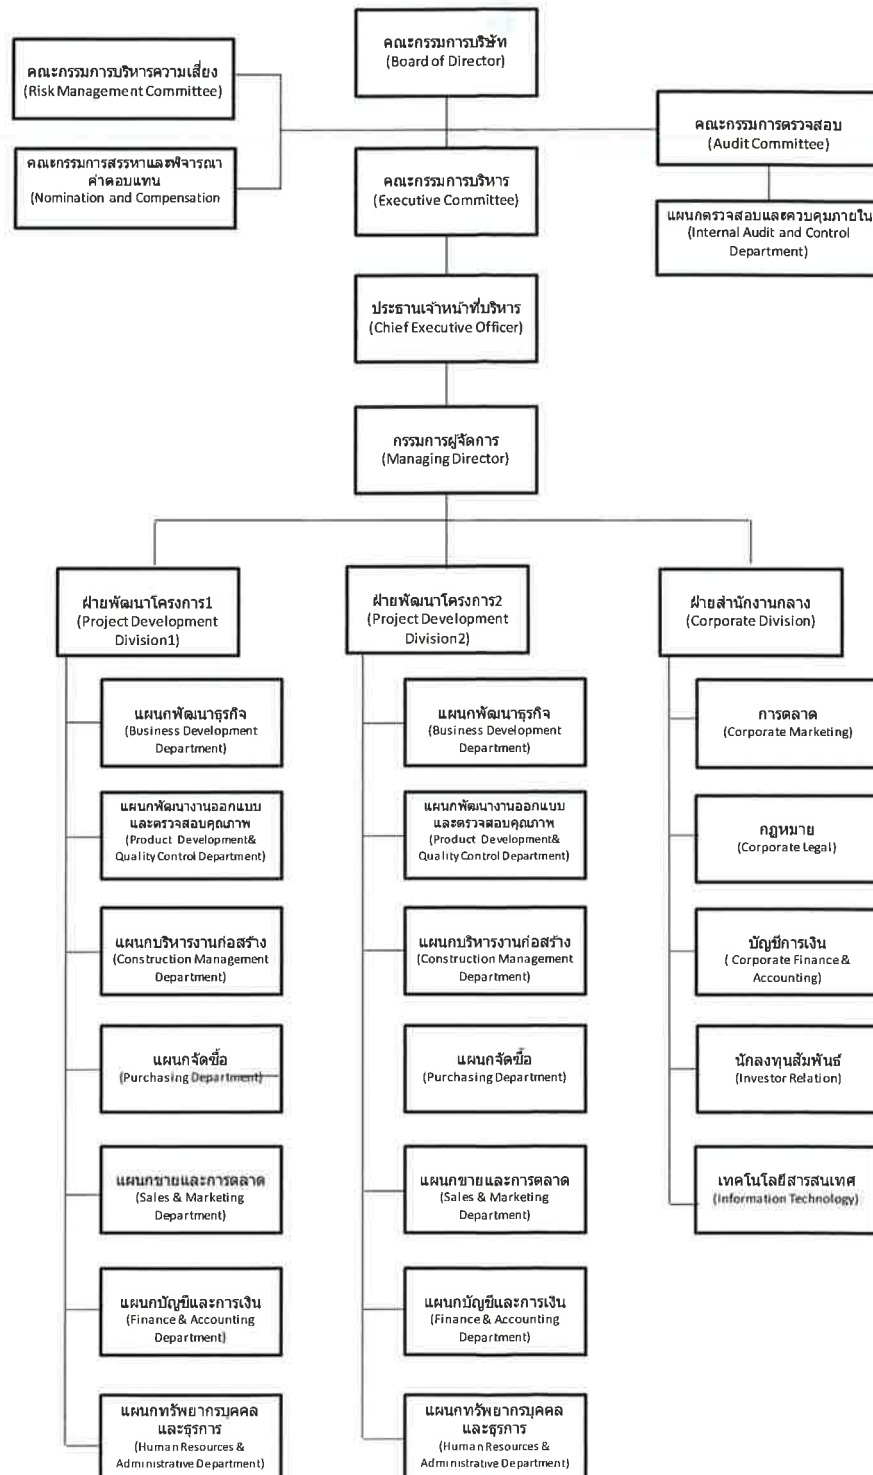 คณะกรรมการบริษัท
(Board of Director)
คณะกรรมการบริหารความเสี่ยง
(Risk Management Committee)
คณะกรรมการตรวจสอบ
(Audit Committee)
คณะกรรมการสรรหาและพิจารณา
ค่าตอบแทน
(Nomination and Compensation
คณะกรรมการบริหาร
(Executive Committee)
แผนกตรวจสอบและควบคุมภายใน
(Internal Audit and Control
Department)
ประธานเจ้าหน้าที่บริหาร
(Chief Executive Officer)
กรรมการผู้จัดการ
(Managing Director)
ฝ่ายพัฒนาโครงการ1
(Project Development
Division1)
แผนกพัฒนาธุรกิจ
(Business Development
Department)
แผนกพัฒนางานออกแบบ
และตรวจสอบคุณภาพ
(Product Development&
Quality Control Department)
แผนกบริหารงานก่อสร้าง
(Construction Management
Department)
แผนกจัดซื้อ
(Purchasing Department)
แผนกขายและการตลาด
(Sales & Marketing
Department)
แผนกบัญชีและการเงิน
(Finance & Accounting
Department)
แผนกทรัพยากรบุคคล
และธุรการ
(Human Resources &
Administrative Department)
ฝ่ายพัฒนาโครงการ2
(Project Development
Division2)
แผนกพัฒนาธุรกิจ
(Business Development
Department)
แผนกพัฒนางานออกแบบ
และตรวจสอบคุณภาพ
(Product Development&
Quality Control Department)
แผนกบริหารงานก่อสร้าง
(Construction Management
Department)
แผนกจัดซื้อ
(Purchasing Department)
แผนกขายและการตลาด
(Sales & Marketing
Department)
แผนกบัญชีและการเงิน
(Finance & Accounting
Department)
แผนกทรัพยากรบุคคล
และธุรการ
(Human Resources &
Administrative Department)
ฝ่ายสำนักงานกลาง
(Corporate Division)
การตลาด
(Corporate Marketing)
กฎหมาย
(Corporate Legal)
บัญชีการเงิน
( Corporate Finance &
Accounting)
นักลงทุนสัมพันธ์
(Investor Relation)
เทคโนโลยีสารสนเทศ
(Information Technology)